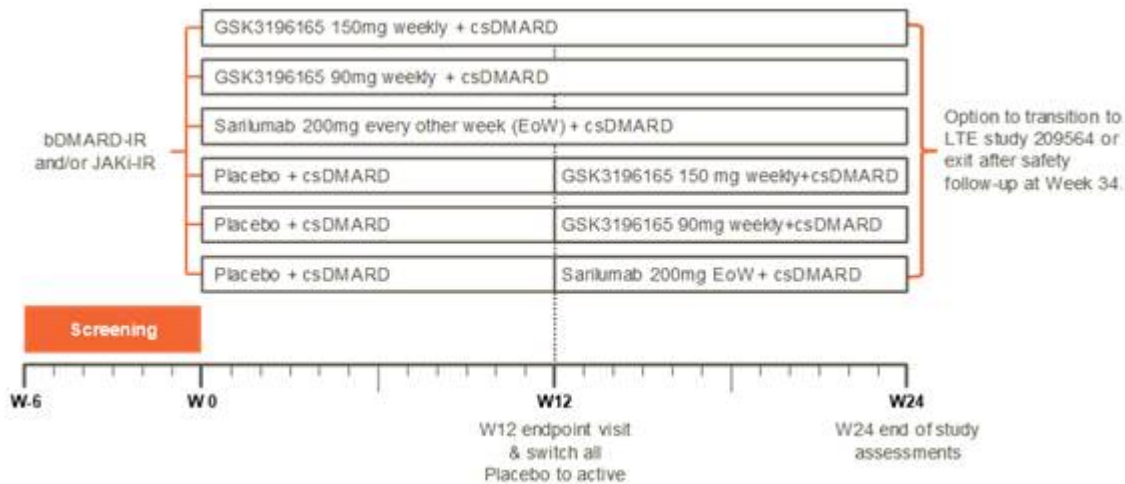 GSK3196165 150mg weekly + csDMARD
GSK3196165 90mg weekly + csDMARD
Sarilumab 200mg every other week (EoW) + csDMARD
bDMARD-IR
and/or JAKi-IR
Placebo + csDMARD
GSK3196165 150 mg weekly+csDMARD
Placebo + csDMARD
GSK3196165 90mg weekly+csDMARD
Placebo + csDMARD
Sarilumab 200mg EoW + csDMARD
Option to transition to
LTE study 209564 or
exit after safety
follow-up at Week 34.
Screening
W-6
W0
W12
W24
W12 endpoint visit
& switch all
Placebo to active
W24 end of study
assessments